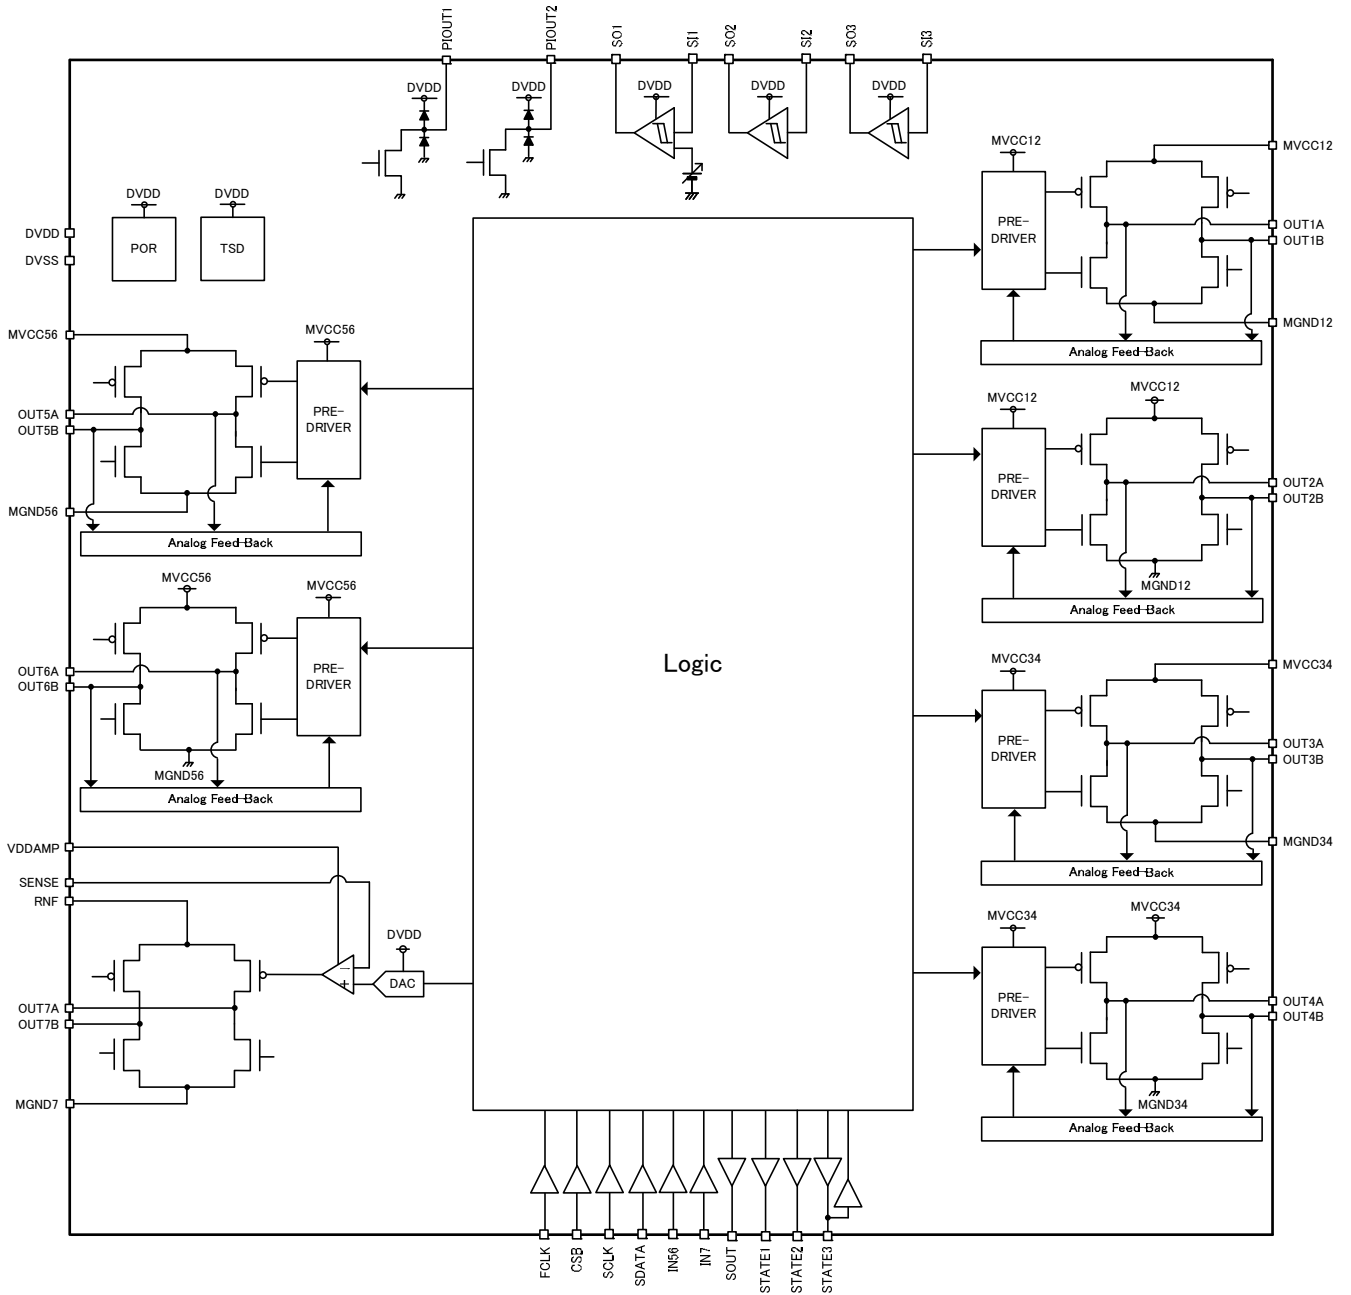 PIOUT1
PIOUT2
SO1
SI1
SO2
SI2
SO3
SI3
DVDD
DVDD
DVDD
DVDD
DVDD
MVCC12
MVCC12
PRE-
DRIVER
OUT1A
OUT1B
MGND12
Analog Feed Back
DVDD
DVDD
POR
TSD
DVDD
DVSS
MVCC56
MVCC56
PRE-
DRIVER
OUT5A
OUT5B
MGND56
Analog Feed Back
MVCC12
MVCC12
PRE-
DRIVER
OUT2A
OUT2B
MGND12
Analog Feed Back
MVCC56
MVCC56
PRE-
DRIVER
OUT6A
OUT6B
MGND56
Analog Feed Back
Logic
MVCC34
MVCC34
PRE-
DRIVER
OUT3A
OUT3B
MGND34
Analog Feed Back
VDDAMP
SENSE
RNF
DVDD
DAC
OUT7A
OUT7B
MGND7
MVCC34
MVCC34
PRE-
DRIVER
OUT4A
OUT4B
MGND34
Analog Feed Back
FCLK
CSB
SCLK
SDATA
IN56
IN7
SOUT
STATE1
STATE2
STATE3